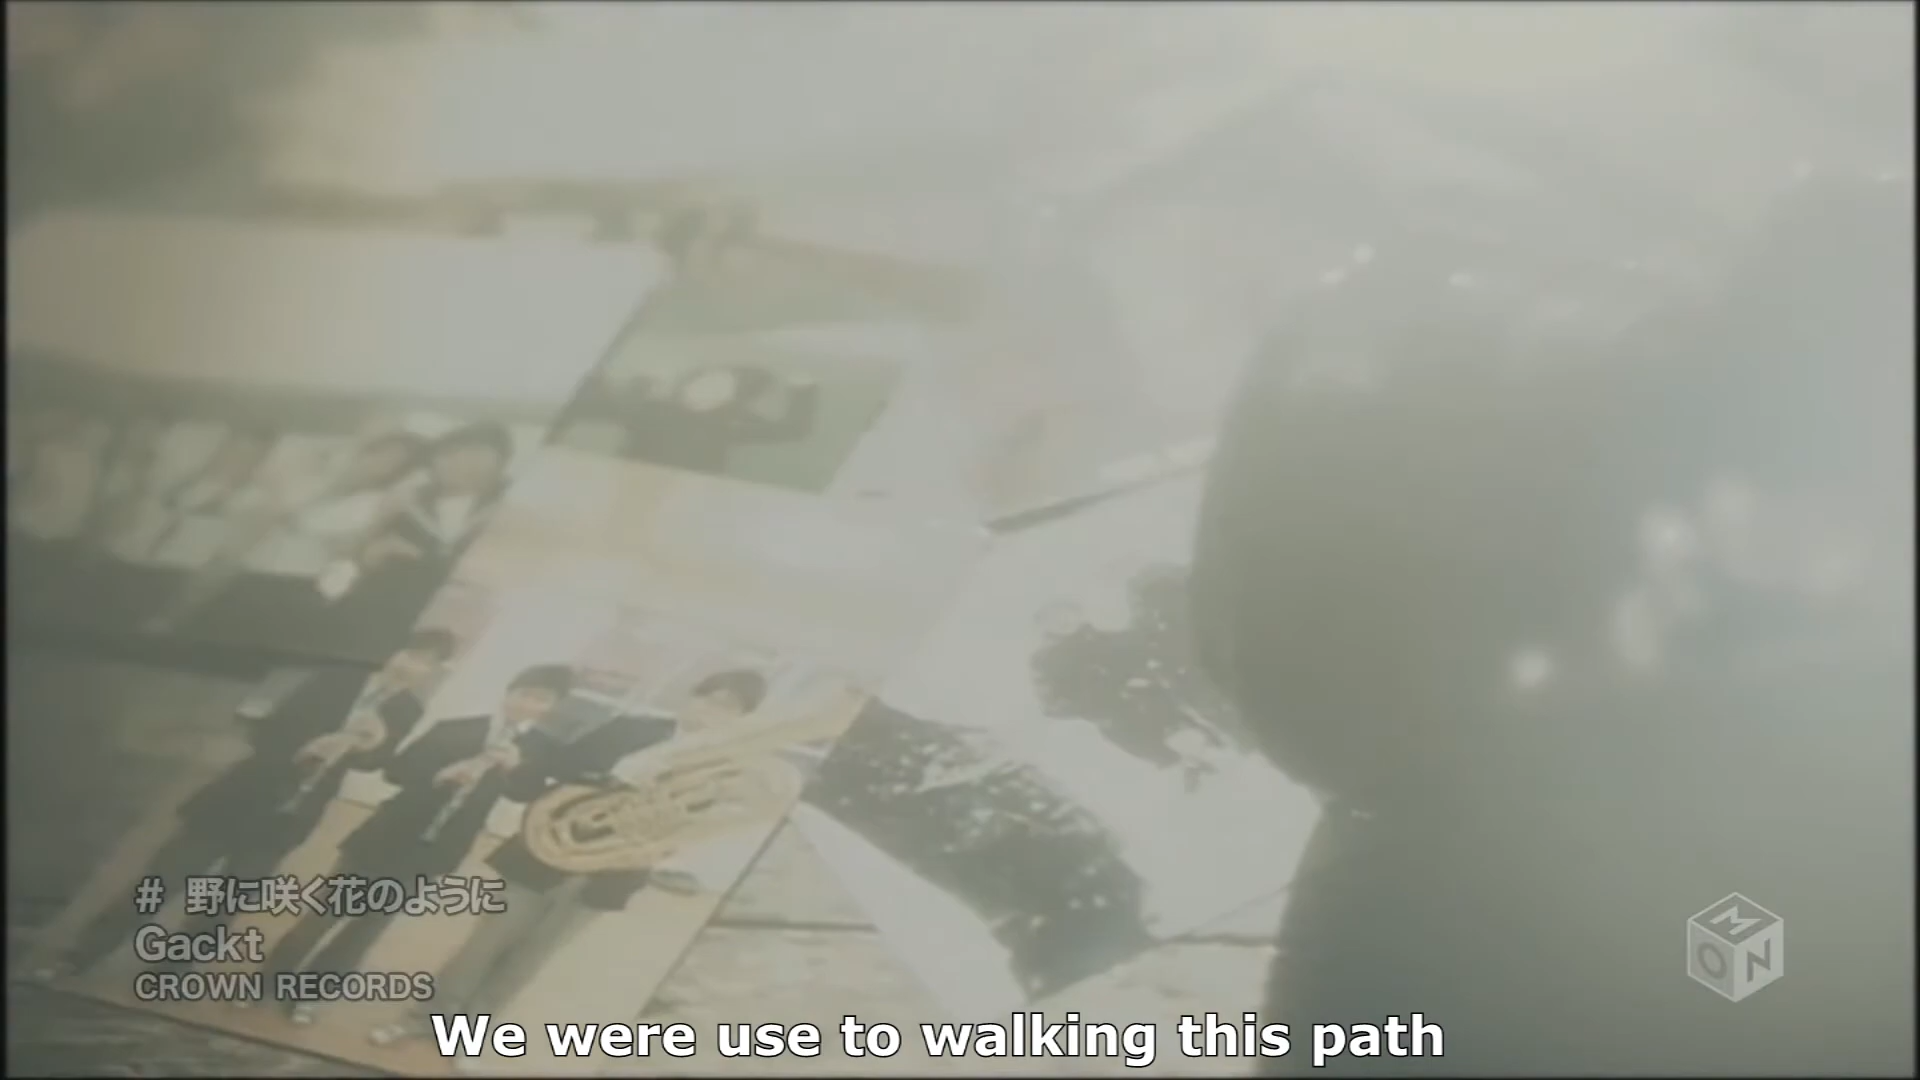 # 野に咲く花のように
Gackt
CROWN RECORDS
M
ON
We were use to walking this path